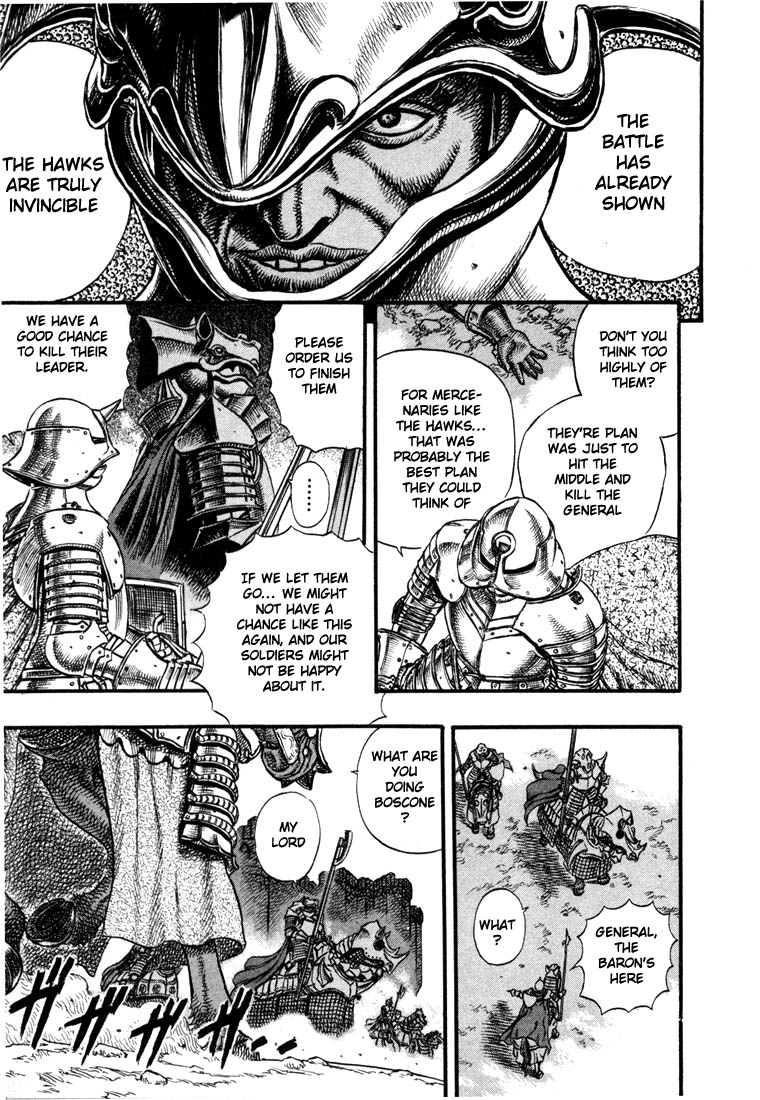 THE
BATTLE
HAS
ALREADY
SHOWN
THE HAWKS
ARE TRULY
INVINCIBLE
DON'T YOU
THINK TOO
HIGHLY OF
THEM?
THEY'RE PLAN
WAS JUST TO
HIT THE
MIDDLE AND
KILL THE
GENERAL
FOR MERCE-
NARIES LIKE
THE HAWKS...
THAT WAS
PROBABLY THE
BEST PLAN
THEY COULD
THINK OF
PLEASE
ORDER US
TO FINISH
THEM
WE HAVE A
GOOD CHANCE
TO KILL THEIR
LEADER.
......
IF WE LET THEM
GO... WE MIGHT
NOT HAVE A
CHANCE LIKE THIS
AGAIN, AND OUR
SOLDIERS MIGHT
NOT BE HAPPY
ABOUT IT.
GENERAL,
THE
BARON'S
HERE
WHAT
?
WHAT ARE
YOU
DOING
BOSCONE
?
MY
LORD
ガガガガ